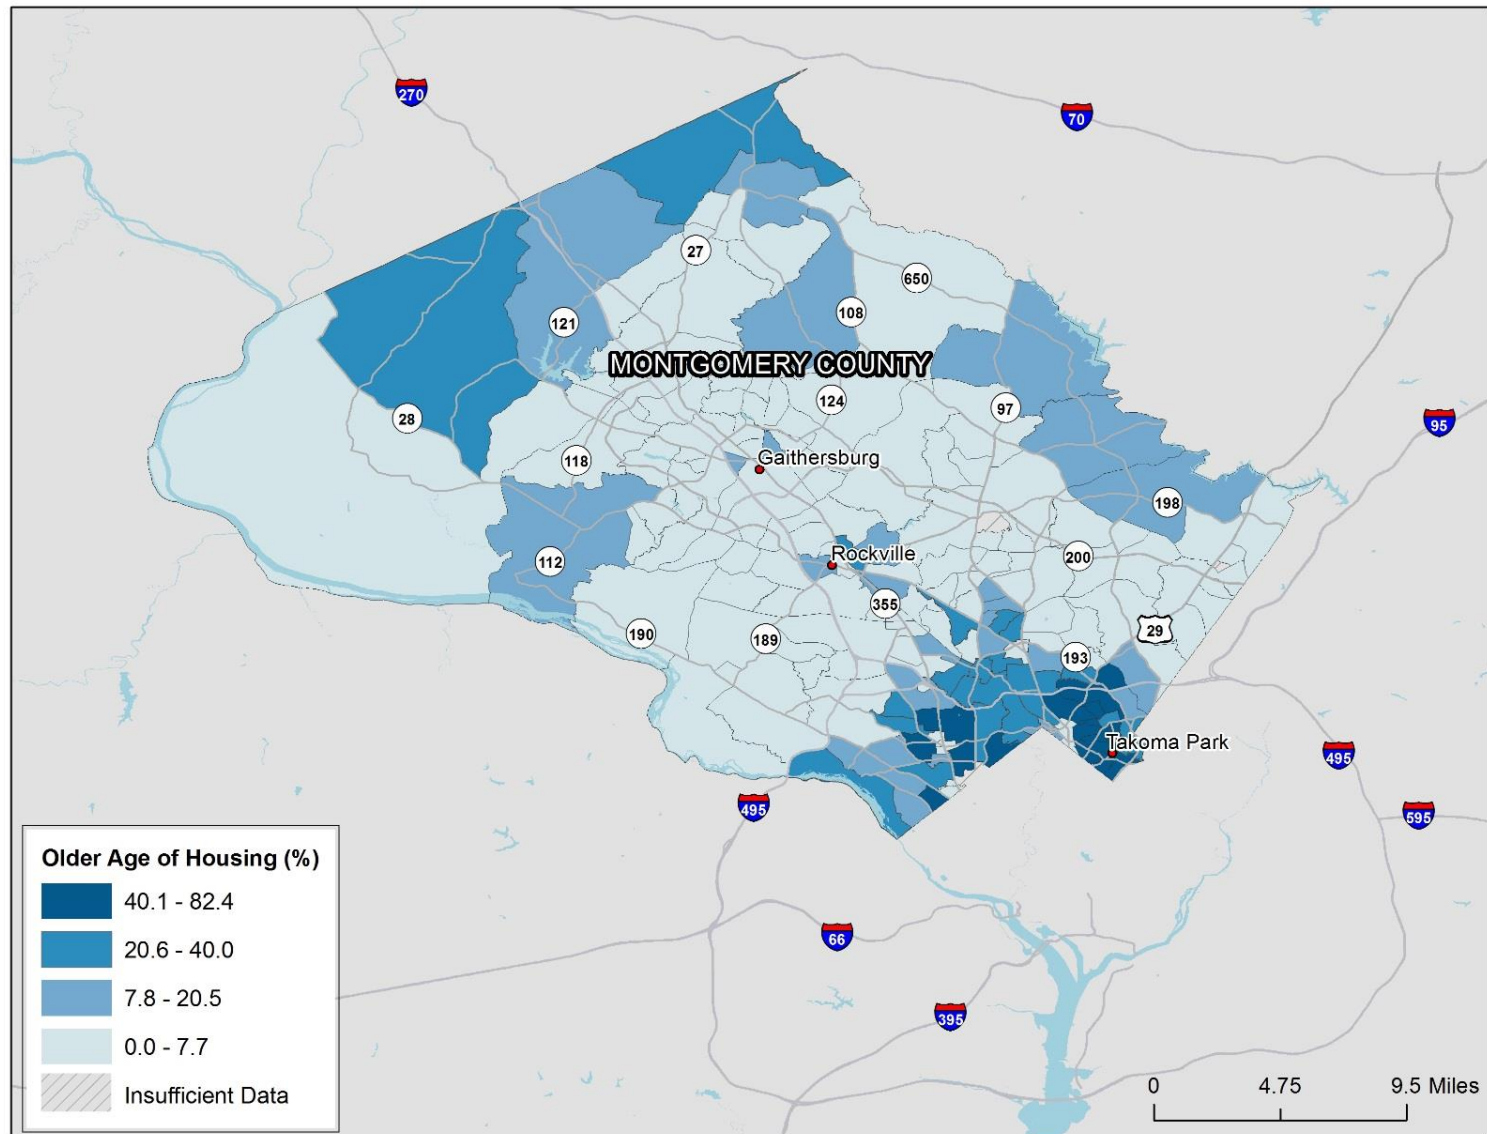 270
70
27
650
108
121
MONTGOMERY COUNTY
124
97
28
95
118
Gaithersburg
198
Rockville
112
200
355
29
190
189
193
Takoma Park
495
495
595
66
395
Older Age of Housing (%)
40.1 - 82.4
20.6 - 40.0
7.8 - 20.5
0.0 - 7.7
Insufficient Data
0 4.75 9.5 Miles